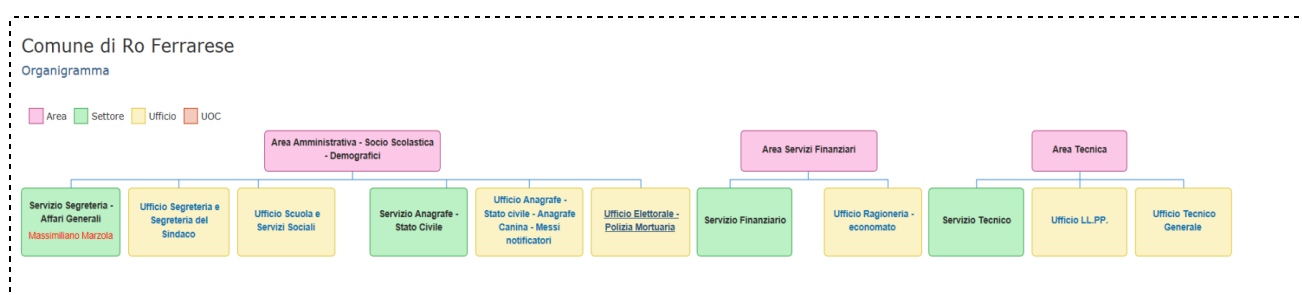 Comune di Ro Ferrarese
Organigramma
Area
Settore
Ufficio
UOC
Area Amministrativa - Socio Scolastica
- Demografici
Area Servizi Finanziari
Area Tecnica
Servizio Segreteria -
Affari Generali
Massimiliano Marzola
Ufficio Segreteria e
Segreteria del
Sindaco
Ufficio Scuola e
Servizi Sociali
Servizio Anagrafe -
Stato Civile
Ufficio Anagrafe -
Stato civile - Anagrafe
Canina - Messi
notificatori
Ufficio Elettorale -
Polizia Mortuaria
Servizio Finanziario
Ufficio Ragioneria -
economato
Servizio Tecnico
Ufficio LL.PP.
Ufficio Tecnico
Generale